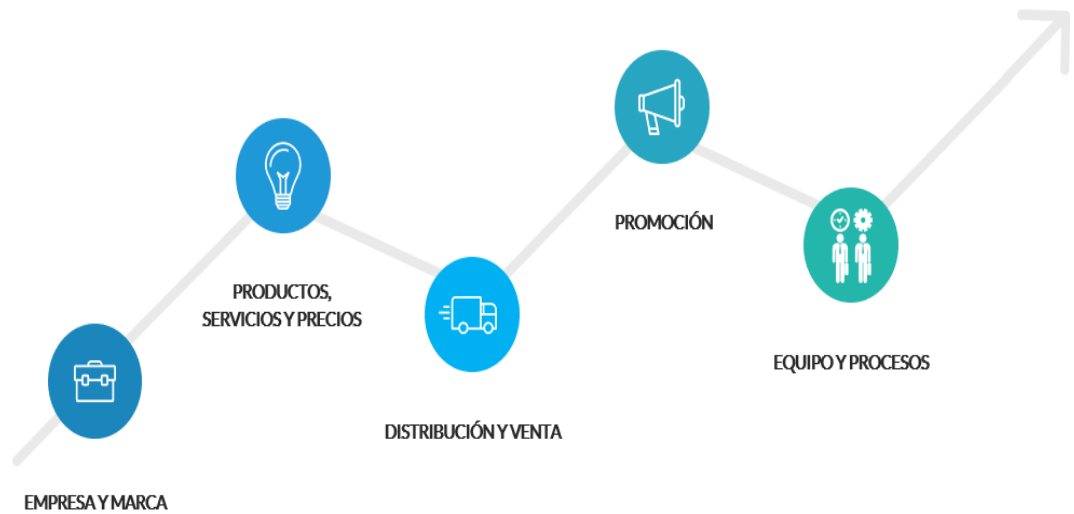 EMPRESA Y MARCA
PRODUCTOS,
SERVICIOS Y PRECIOS
DISTRIBUCIÓN Y VENTA
PROMOCIÓN
EQUIPO Y PROCESOS